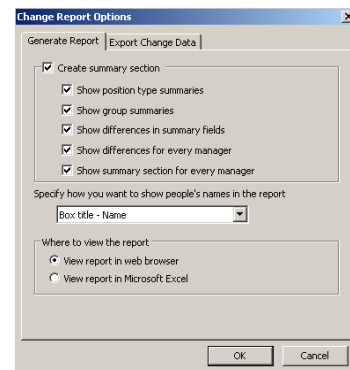 Change Report Options
Generate Report Export Change Data
Create summary section
Show position type summaries
Show group summaries
Show differences in summary fields
Show differences for every manager
Show summary section for every manager
Specify how you want to show people's names in the report
Box title - Name
Where to view the report
View report in web browser
View report in Microsoft Excel
OK Cancel